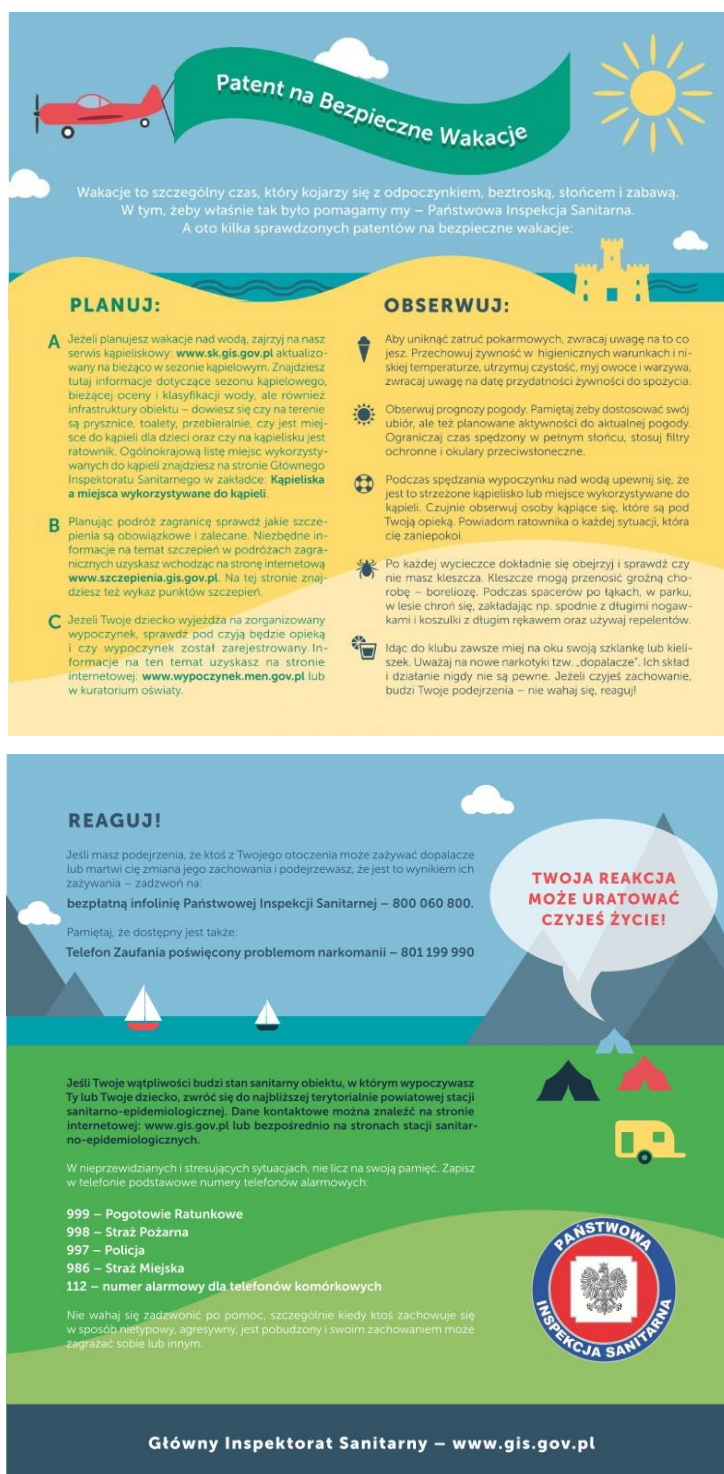 Patent na Bezpieczne Wakacje
Wakacje to szczególny czas, który kojarzy się z odpoczynkiem, beztroską, słońcem i zabawą.
W tym, żeby właśnie tak było pomagamy my – Państwowa Inspekcja Sanitarna.
A oto kilka sprawdzonych patentów na bezpieczne wakacje:
PLANUJ:
A Jeżeli planujesz wakacje nad wodą, zajrzyj na nasz
serwis kąpieliskowy: www.sk.gis.gov.pl aktualizo-
wany na bieżąco w sezonie kąpielowym. Znajdziesz
tutaj informacje dotyczące sezonu kąpielowego,
bieżącej oceny i klasyfikacji wody, ale również
infrastruktury obiektu – dowiesz się czy na terenie
są prysznice, toalety, przebieralnie, czy jest miej-
sce do kąpieli dla dzieci oraz czy na kąpielisku jest
ratownik. Ogólnokrajową listę miejsc wykorzysty-
wanych do kąpieli znajdziesz na stronie Głównego
Inspektoratu Sanitarnego w zakładce: Kąpieliska
a miejsca wykorzystywane do kąpieli.
B Planując podróż zagranicę sprawdź jakie szcze-
pienia są obowiązkowe i zalecane. Niezbędne in-
formacje na temat szczepień w podróżach zagra-
nicznych uzyskasz wchodząc na stronę internetową
www.szczepienia.gis.gov.pl. Na tej stronie znaj-
dziesz też wykaz punktów szczepień.
C Jeżeli Twoje dziecko wyjeżdża na zorganizowany
wypoczynek, sprawdź pod czyją będzie opieką
i czy wypoczynek został zarejestrowany. In-
formacje na ten temat uzyskasz na stronie
internetowej: www.wypoczynek.men.gov.pl lub
w kuratorium oświaty.
OBSERWUJ:
Aby uniknąć zatruć pokarmowych, zwracaj uwagę na to co
jesz. Przechowuj żywność w higienicznych warunkach i ni-
skiej temperaturze, utrzymuj czystość, myj owoce i warzywa,
zwracaj uwagę na datę przydatności żywności do spożycia.
Obserwuj prognozy pogody. Pamiętaj żeby dostosować swój
ubiór, ale też planowane aktywności do aktualnej pogody.
Ograniczaj czas spędzony w pełnym słońcu, stosuj filtry
ochronne i okulary przeciwsłoneczne.
Podczas spędzania wypoczynku nad wodą upewnij się, że
jest to strzeżone kąpielisko lub miejsce wykorzystywane do
kąpieli. Czujnie obserwuj osoby kąpiące się, które są pod
Twoją opieką. Powiadom ratownika o każdej sytuacji, która
cię zaniepokoi.
Po każdej wycieczce dokładnie się obejrzyj i sprawdź czy
nie masz kleszcza. Kleszcze mogą przenosić groźną cho-
robę – boreliozę. Podczas spacerów po łąkach, w parku,
w lesie chroń się, zakładając np. spodnie z długimi nogaw-
kami i koszulki z długim rękawem oraz używaj repelentów.
Idąc do klubu zawsze miej na oku swoją szklankę lub kieli-
szek. Uważaj na nowe narkotyki tzw. „dopalacze". Ich skład
i działanie nigdy nie są pewne. Jeżeli czyjeś zachowanie,
budzi Twoje podejrzenia – nie wahaj się, reaguj!
REAGUJ!
Jeśli masz podejrzenia, że ktoś z Twojego otoczenia może zażywać dopalacze
lub martwi cię zmiana jego zachowania i podejrzewasz, że jest to wynikiem ich
zażywania – zadzwoń na:
bezpłatną infolinię Państwowej Inspekcji Sanitarnej – 800 060 800.
Pamiętaj, że dostępny jest także:
Telefon Zaufania poświęcony problemom narkomanii – 801 199 990
TWOJA REAKCJA
MOŻE URATOWAĆ
CZYJEŚ ŻYCIE!
Jeśli Twoje wątpliwości budzi stan sanitarny obiektu, w którym wypoczywasz
Ty lub Twoje dziecko, zwróć się do najbliższej terytorialnie powiatowej stacji
sanitarno-epidemiologicznej. Dane kontaktowe można znaleźć na stronie
internetowej: www.gis.gov.pl lub bezpośrednio na stronach stacji sanitar-
no-epidemiologicznych.
W nieprzewidzianych i stresujących sytuacjach, nie licz na swoją pamięć. Zapisz
w telefonie podstawowe numery telefonów alarmowych:
999 – Pogotowie Ratunkowe
998 – Straż Pożarna
997 – Policja
986 – Straż Miejska
112 – numer alarmowy dla telefonów komórkowych
Nie wahaj się zadzwonić po pomoc, szczególnie kiedy ktoś zachowuje się
w sposób nietypowy, agresywny, jest pobudzony i swoim zachowaniem może
zagrażać sobie lub innym.
PAŃSTWOWA
INSPEKCJA SANITARNA
Główny Inspektorat Sanitarny – www.gis.gov.pl